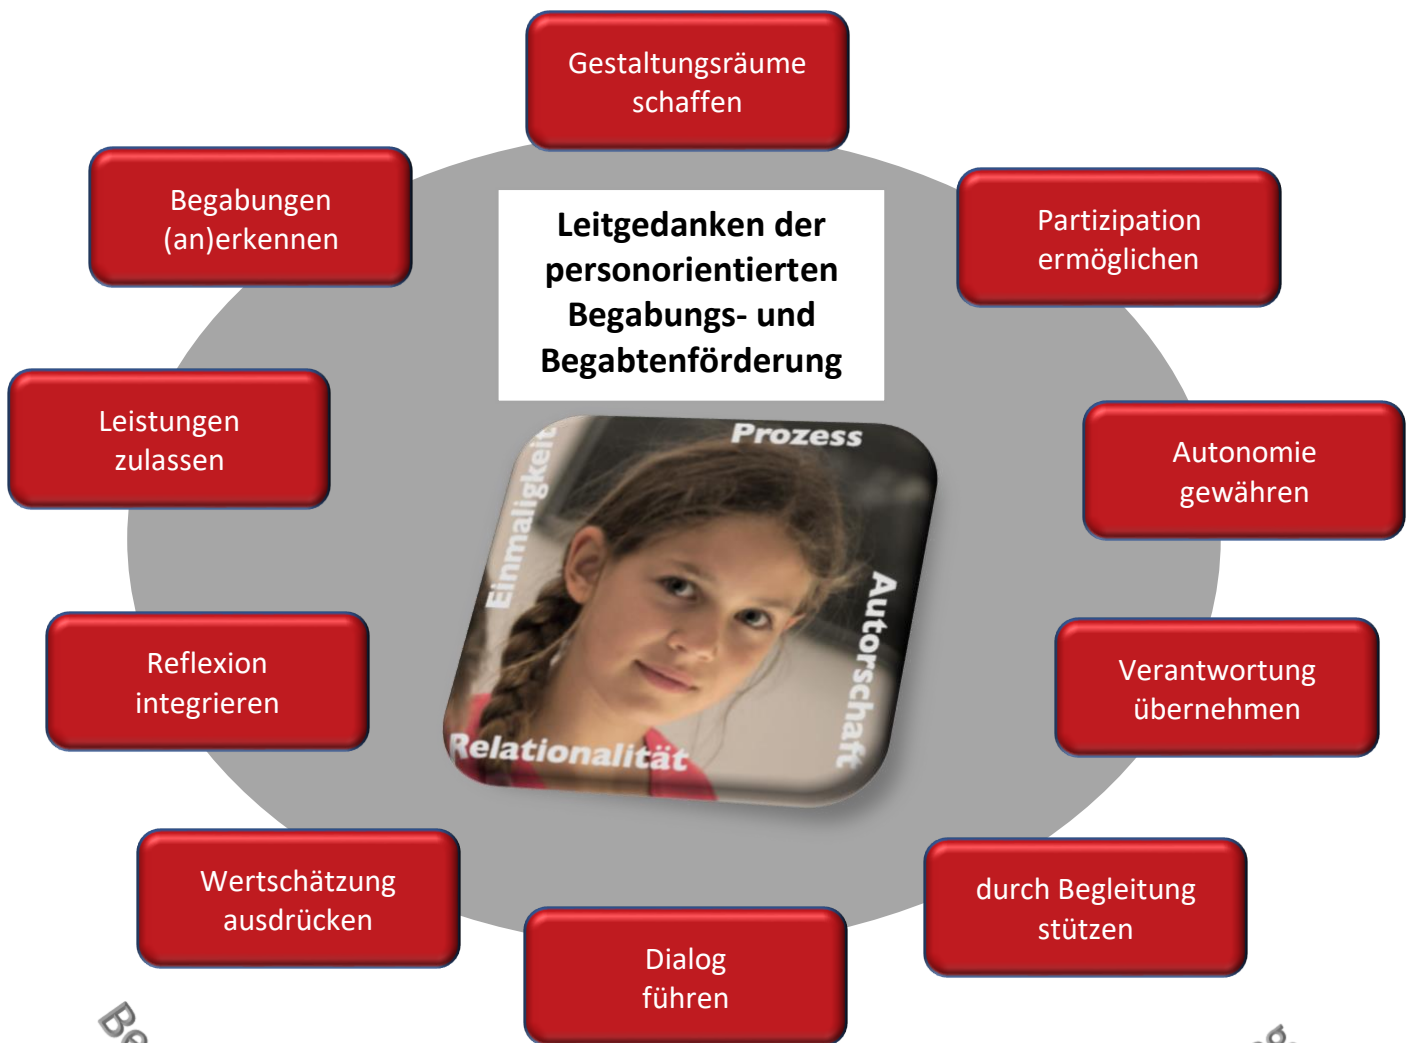 Gestaltungsräume
schaffen
Begabungen
(an)erkennen
Partizipation
ermöglichen
Leitgedanken der
personorientierten
Begabungs- und
Begabtenförderung
Leistungen
zulassen
Autonomie
gewähren
Prozess
Einmaligkeit
Autorschaft
Relationalität
Reflexion
integrieren
Verantwortung
übernehmen
Wertschätzung
ausdrücken
durch Begleitung
stützen
Dialog
führen